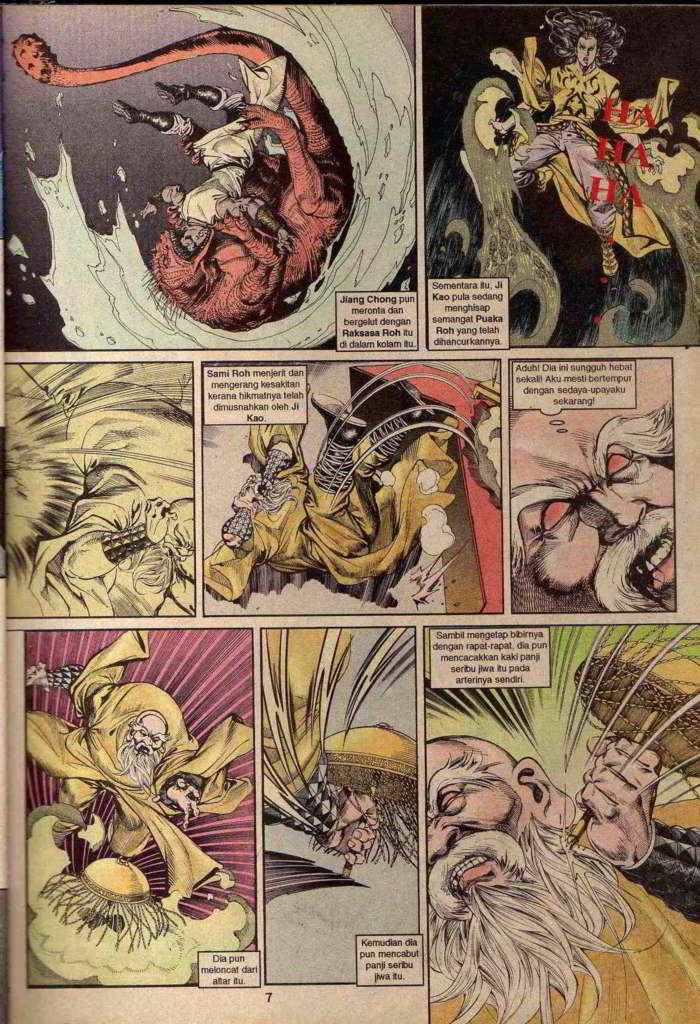 Jiang Chong pun
meronta dan
bergelut dengan
Raksasa Roh itu
di dalam kolam itu.
HA
HA
HA
Sementara itu, Ji
Kao pula sedang
menghisap
semangat Puaka
Roh yang telah
dihancurkannya.
Sami Roh menjerit dan
mengerang kesakitan
kerana hikmatnya telah
dimusnahkan oleh Ji
Kao.
Aduh! Dia ini sungguh hebat
sekali! Aku mesti bertempur
dengan sedaya-upayaku
sekarang!
Dia pun
meloncat dari
altar itu.
Kemudian dia
pun mencabut
panji seribu
jiwa itu.
Sambil mengetap bibirnya
dengan rapat-rapat, dia pun
mencacakkan kaki panji
seribu jiwa itu pada
arterinya sendiri.
7